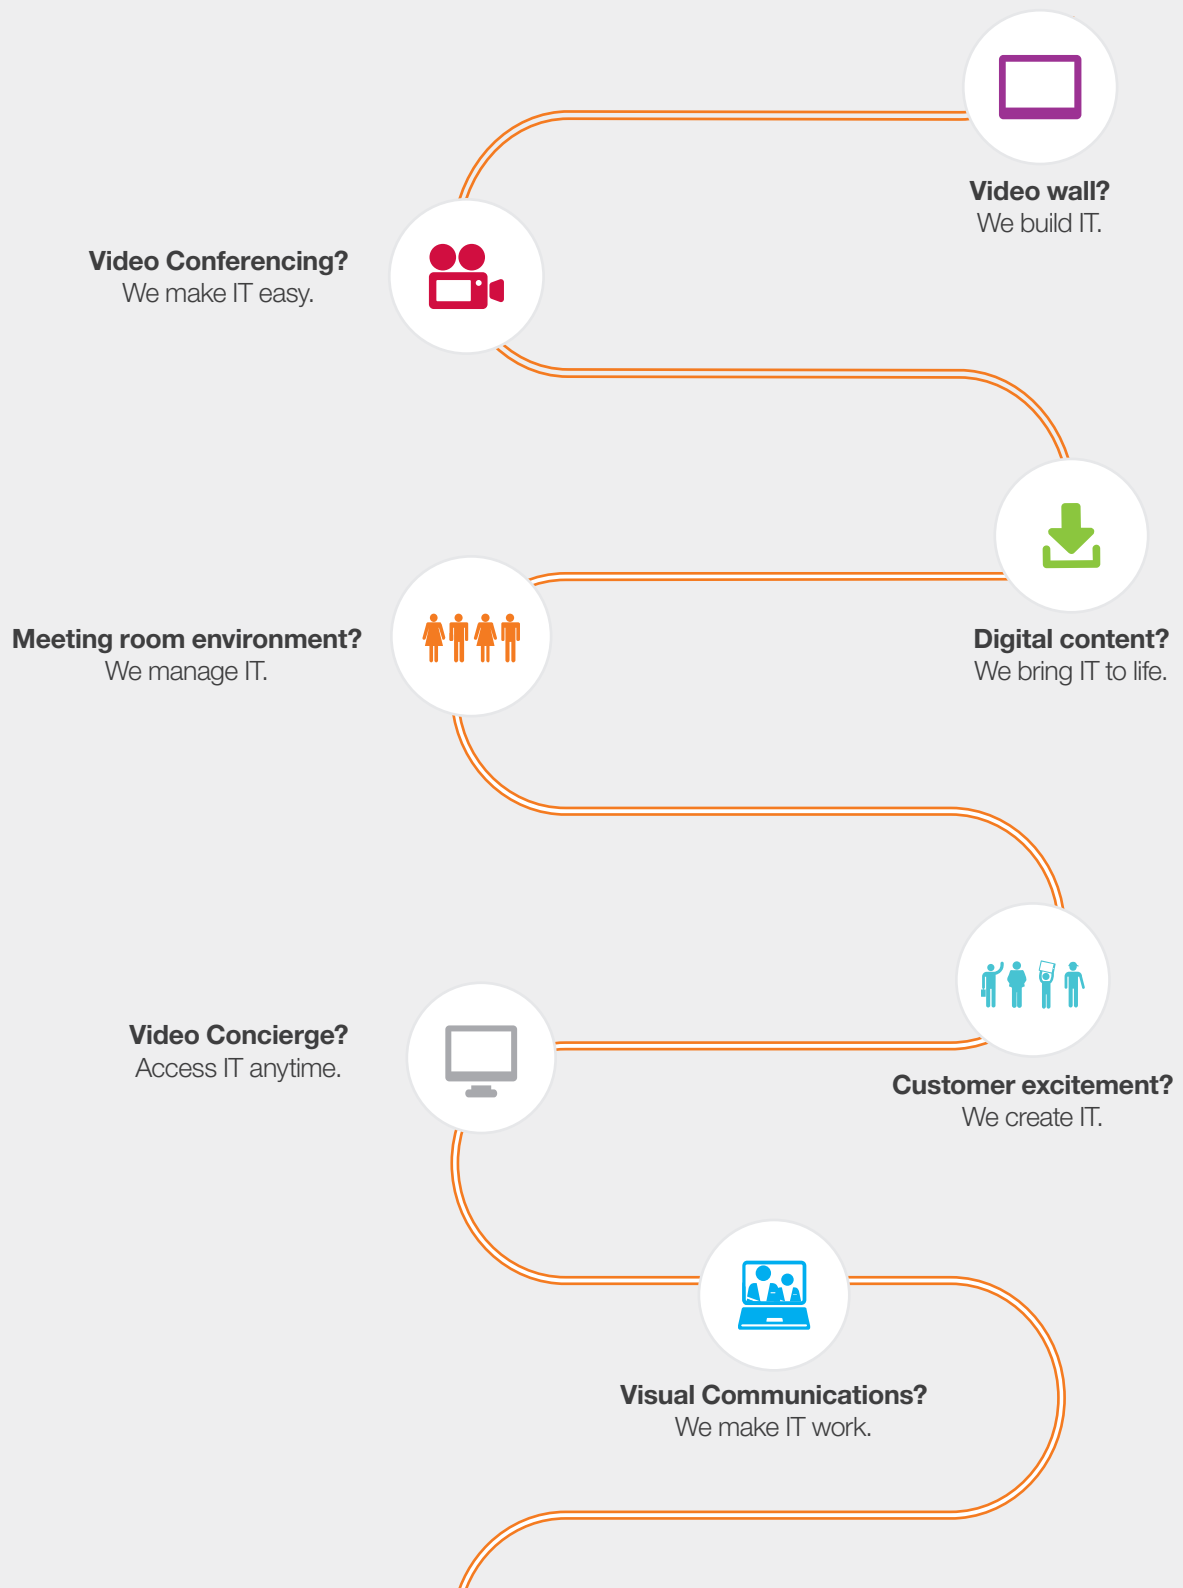 Video wall?
We build IT.
Video Conferencing?
We make IT easy.
Digital content?
We bring IT to life.
Meeting room environment?
We manage IT.
Customer excitement?
We create IT.
Video Concierge?
Access IT anytime.
Visual Communications?
We make IT work.